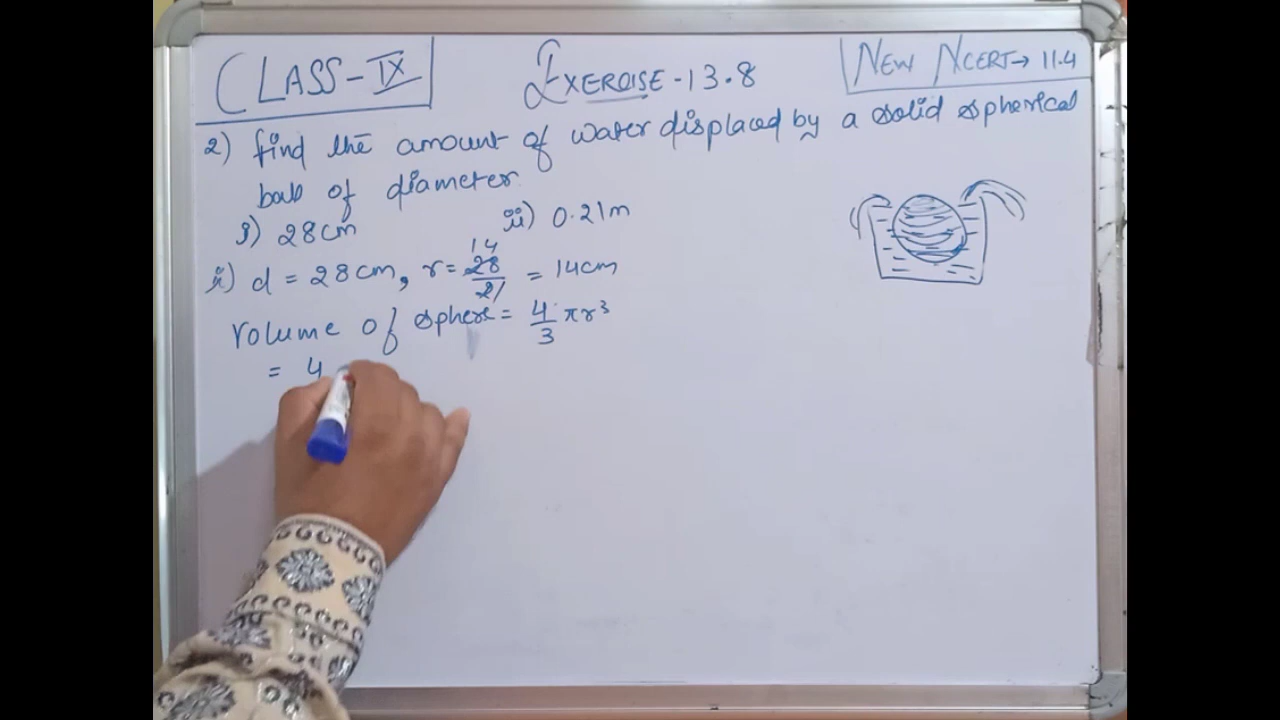 CLASS-IX
EXERCISE-13.8
NEW NCERT→ 11.4
2) find the amount of water displaced by a solid spherical
ball of diameter.
i) 28cm ii) 0.21m
i) d = 28cm, r = 28/2 14 = 14cm
Volume of sphere = 4/3 πr³
= 4